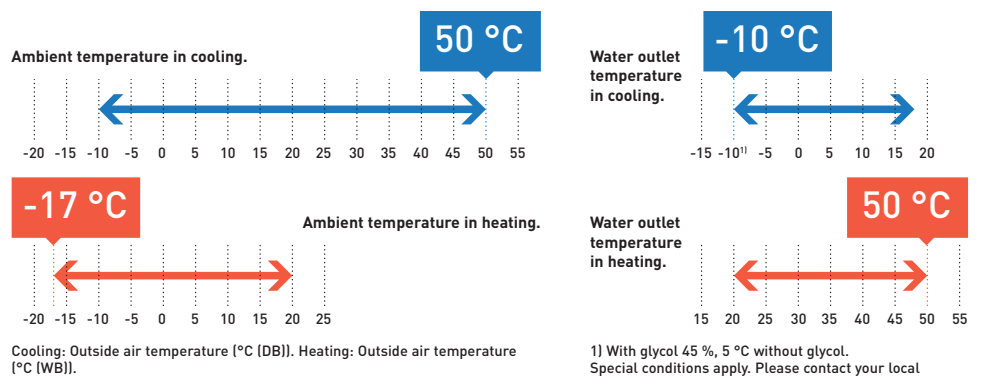 50 °C
Ambient temperature in cooling.
-20 -15 -10 -5 0 5 10 15 20 25 30 35 40 45 50 55
-10 °C
Water outlet
temperature
in cooling.
-15 -10¹⁾ -5 0 5 10 15 20
-17 °C
Ambient temperature in heating.
-20 -15 -10 -5 0 5 10 15 20 25
50 °C
Water outlet
temperature
in heating.
15 20 25 30 35 40 45 50 55
Cooling: Outside air temperature (°C (DB)). Heating: Outside air temperature
(°C (WB)).
1) With glycol 45 %, 5 °C without glycol.
Special conditions apply. Please contact your local